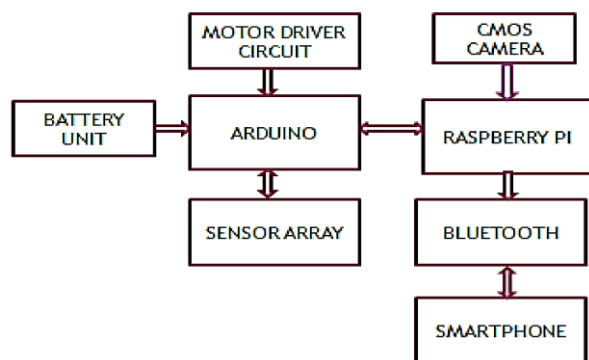 MOTOR DRIVER
CIRCUIT
CMOS
CAMERA
BATTERY
UNIT
ARDUINO
RASPBERRY PI
SENSOR ARRAY
BLUETOOTH
SMARTPHONE